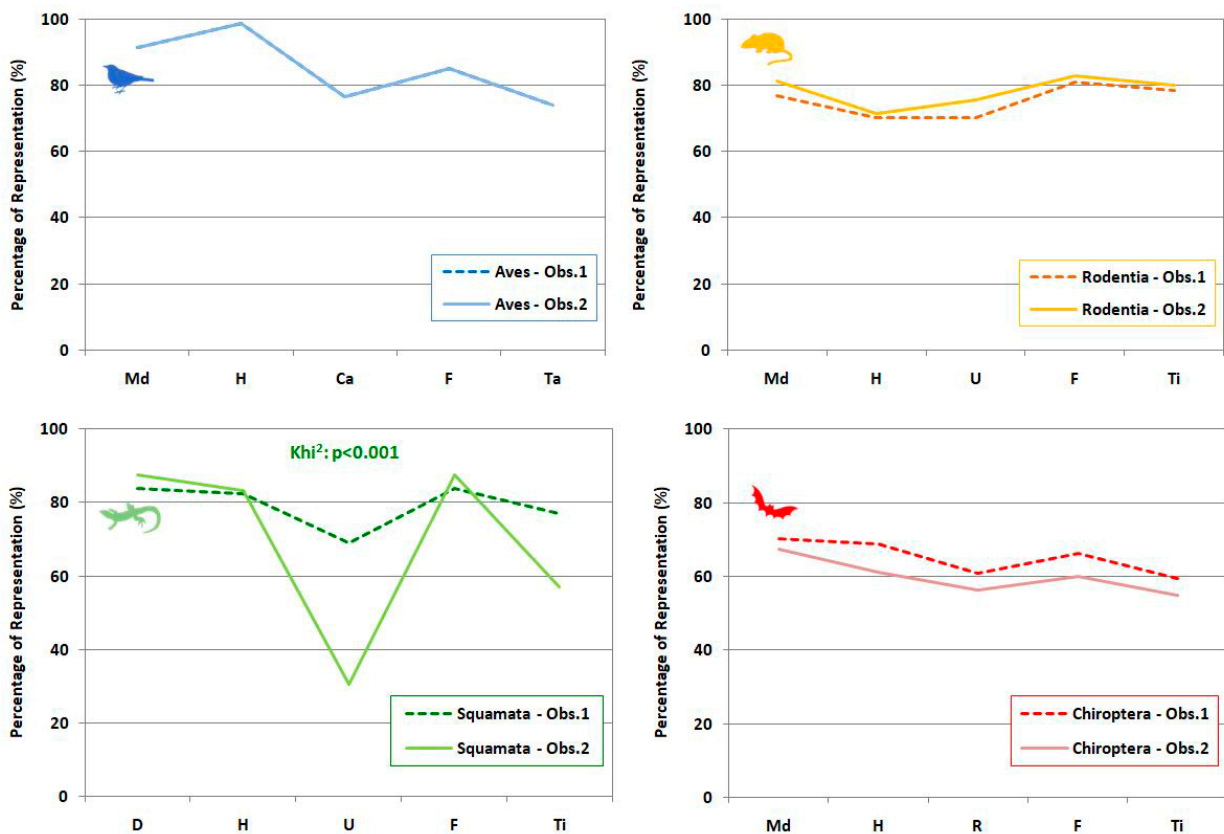 Percentage of Representation (%)
100
80
60
40
20
0
Aves - Obs.1
Aves - Obs.2
Md H Ca F Ta
Percentage of Representation (%)
100
80
60
40
20
0
Rodentia - Obs.1
Rodentia - Obs.2
Md H U F Ti
Percentage of Representation (%)
100
80
60
40
20
0
Khi²: p<0.001
Squamata - Obs.1
Squamata - Obs.2
D H U F Ti
Percentage of Representation (%)
100
80
60
40
20
0
Chiroptera - Obs.1
Chiroptera - Obs.2
Md H R F Ti